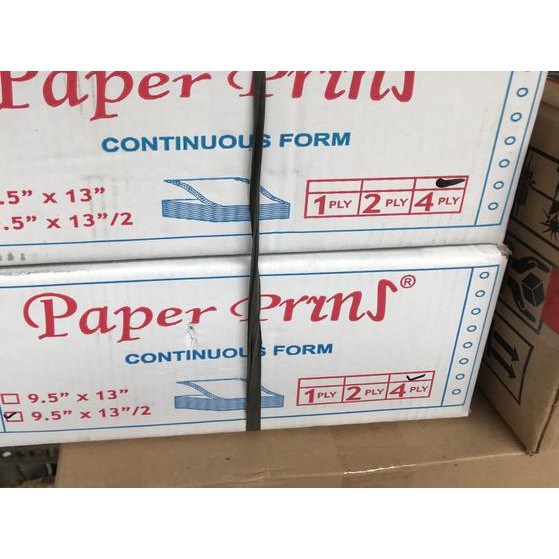 Paper Prins
CONTINUOUS FORM
.5" x 13"
.5" x 13"/2
1 PLY 2 PLY 4 PLY
Paper Prins®
CONTINUOUS FORM
9.5" x 13"
9.5" x 13"/2
1 PLY 2 PLY 4 PLY